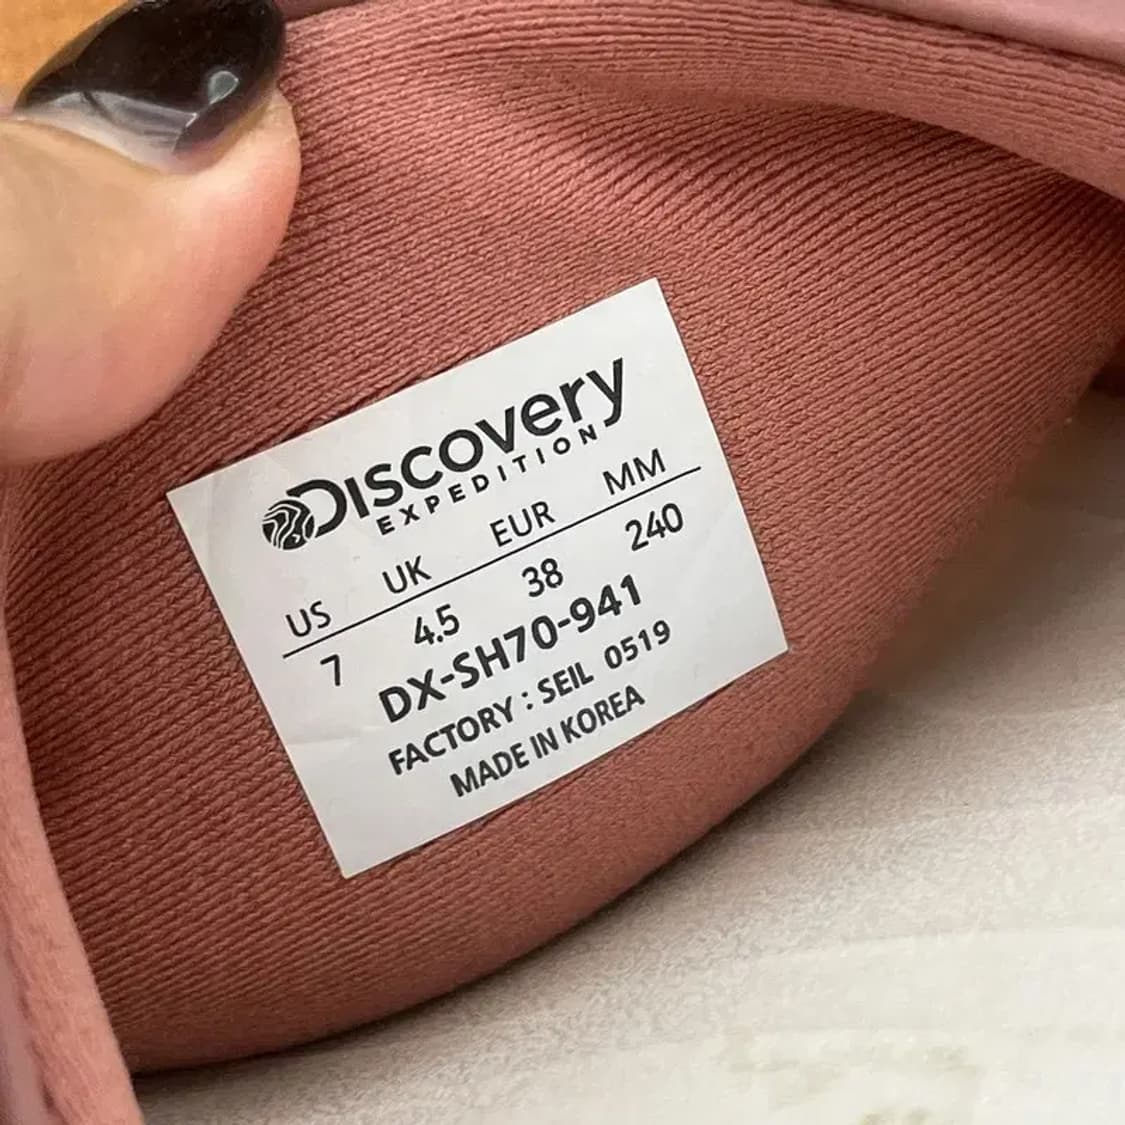 Discovery
EXPEDITION
US UK EUR MM
7 4.5 38 240
DX-SH70-941
FACTORY : SEIL 0519
MADE IN KOREA